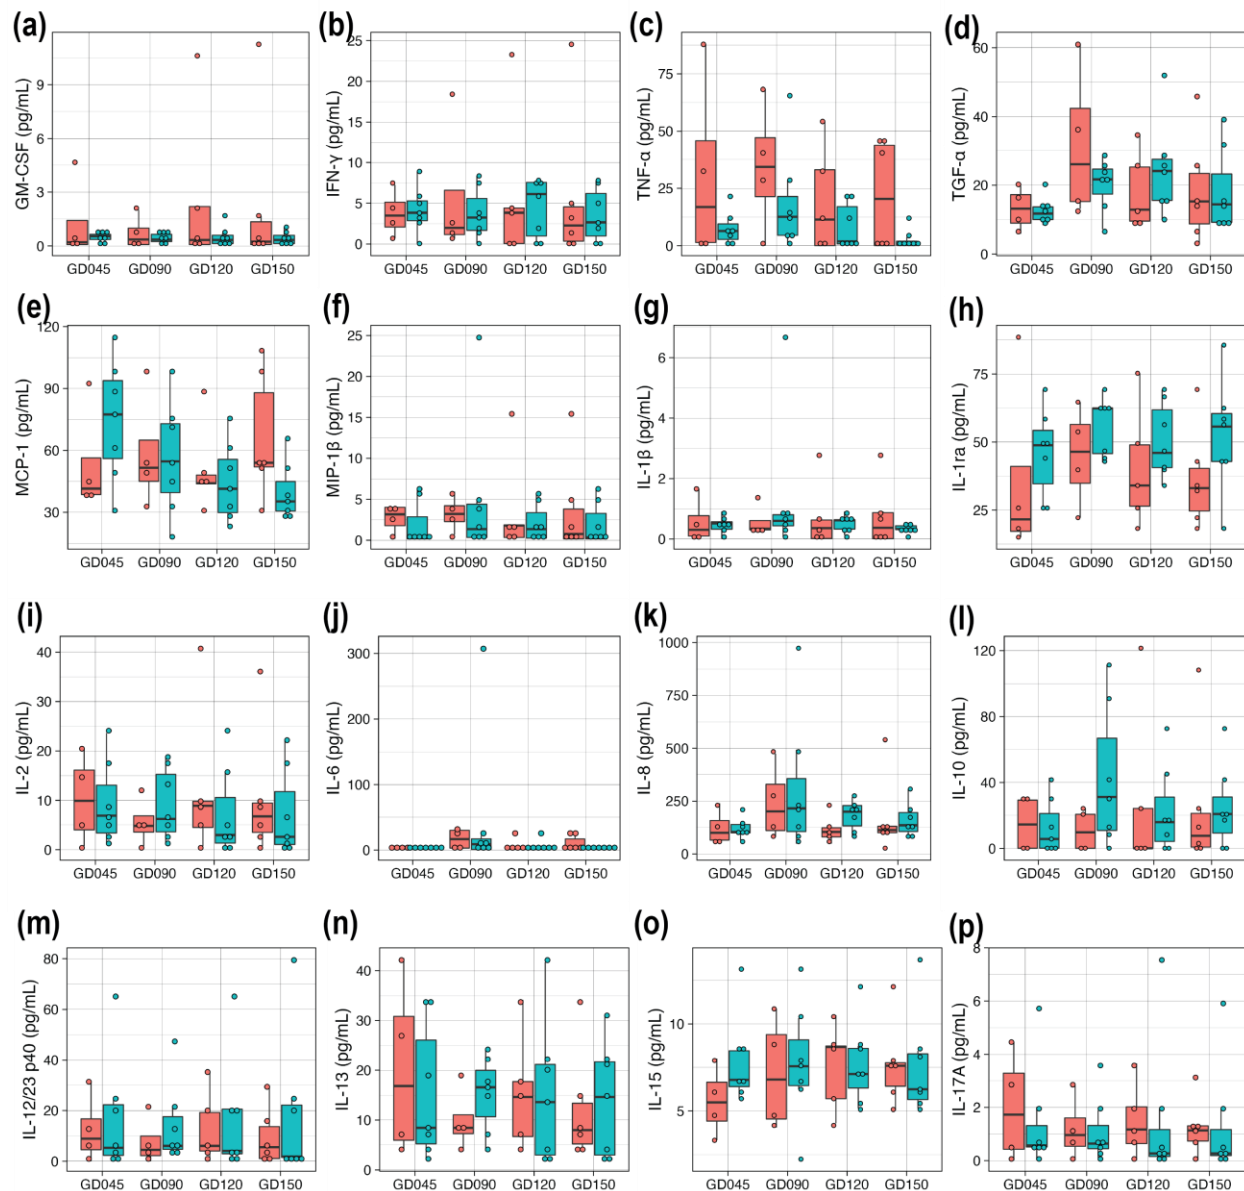 (a)
GM-CSF (pg/mL)
9
6
3
0
GD045 GD090 GD120 GD150
(b)
IFN-γ (pg/mL)
25
20
15
10
5
0
GD045 GD090 GD120 GD150
(c)
TNF-α (pg/mL)
75
50
25
0
GD045 GD090 GD120 GD150
(d)
TGF-α (pg/mL)
60
40
20
0
GD045 GD090 GD120 GD150
(e)
MCP-1 (pg/mL)
120
90
60
30
GD045 GD090 GD120 GD150
(f)
MIP-1β (pg/mL)
25
20
15
10
5
0
GD045 GD090 GD120 GD150
(g)
IL-1β (pg/mL)
6
4
2
0
GD045 GD090 GD120 GD150
(h)
IL-1ra (pg/mL)
75
50
25
GD045 GD090 GD120 GD150
(i)
IL-2 (pg/mL)
40
30
20
10
0
GD045 GD090 GD120 GD150
(j)
IL-6 (pg/mL)
300
200
100
0
GD045 GD090 GD120 GD150
(k)
IL-8 (pg/mL)
1000
750
500
250
0
GD045 GD090 GD120 GD150
(l)
IL-10 (pg/mL)
120
80
40
0
GD045 GD090 GD120 GD150
(m)
IL-12/23 p40 (pg/mL)
80
60
40
20
0
GD045 GD090 GD120 GD150
(n)
IL-13 (pg/mL)
40
30
20
10
0
GD045 GD090 GD120 GD150
(o)
IL-15 (pg/mL)
15
10
5
GD045 GD090 GD120 GD150
(p)
IL-17A (pg/mL)
8
6
4
2
0
GD045 GD090 GD120 GD150